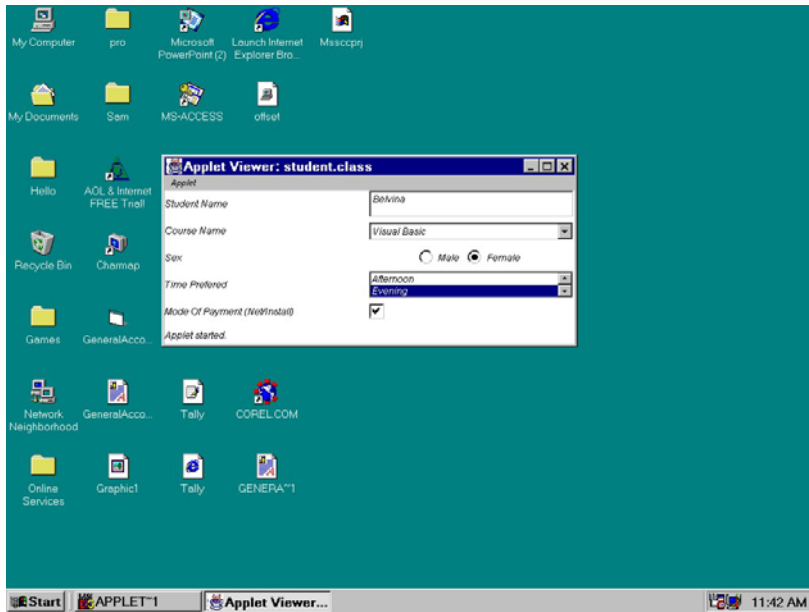 My Computer
pro
Microsoft
PowerPoint (2)
Launch Internet
Explorer Bro...
Mssccprj
My Documents
Sam
MS-ACCESS
offset
Hello
AOL & Internet
FREE Trial!
Recycle Bin
Charmap
Games
GeneralAcco...
Applet Viewer: student.class
Applet
Student Name
Belvina
Course Name
Visual Basic
Sex
Male
Female
Time Prefered
Afternoon
Evening
Mode Of Payment (Net/Install)
Applet started.
Network
Neighborhood
GeneralAcco...
Tally
COREL.COM
Online
Services
Graphic1
Tally
GENERA~1
Start
APPLET~1
Applet Viewer...
11:42 AM